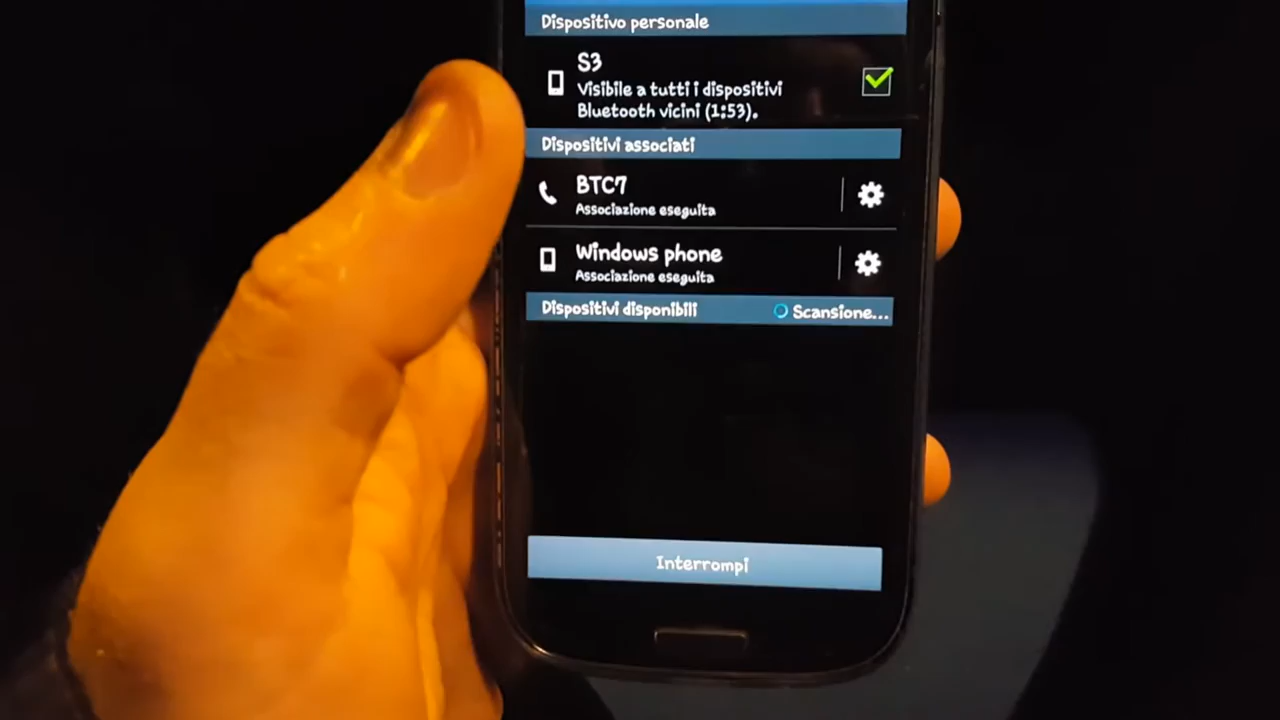 Dispositivo personale
S3
Visibile a tutti i dispositivi
Bluetooth vicini (1:53).
Dispositivi associati
BTC7
Associazione eseguita
Windows phone
Associazione eseguita
Dispositivi disponibili
Scansione...
Interrompi